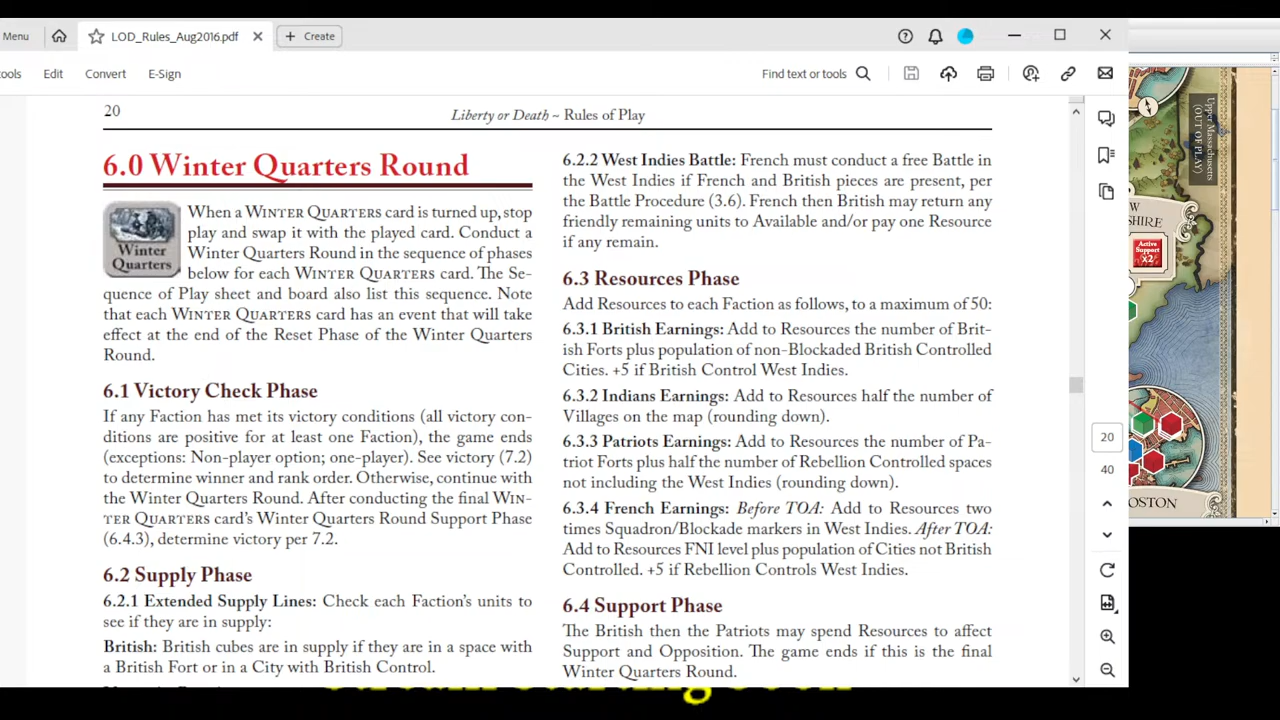 Menu
LOD_Rules_Aug2016.pdf
+ Create
ools
Edit
Convert
E-Sign
Find text or tools
20
Liberty or Death ~ Rules of Play
6.0 Winter Quarters Round
Winter
Quarters
When a WINTER QUARTERS card is turned up, stop
play and swap it with the played card. Conduct a
Winter Quarters Round in the sequence of phases
below for each WINTER QUARTERS card. The Se-
quence of Play sheet and board also list this sequence. Note
that each WINTER QUARTERS card has an event that will take
effect at the end of the Reset Phase of the Winter Quarters
Round.
6.1 Victory Check Phase
If any Faction has met its victory conditions (all victory con-
ditions are positive for at least one Faction), the game ends
(exceptions: Non-player option; one-player). See victory (7.2)
to determine winner and rank order. Otherwise, continue with
the Winter Quarters Round. After conducting the final WIN-
TER QUARTERS card's Winter Quarters Round Support Phase
(6.4.3), determine victory per 7.2.
6.2 Supply Phase
6.2.1 Extended Supply Lines: Check each Faction's units to
see if they are in supply:
British: British cubes are in supply if they are in a space with
a British Fort or in a City with British Control.
6.2.2 West Indies Battle: French must conduct a free Battle in
the West Indies if French and British pieces are present, per
the Battle Procedure (3.6). French then British may return any
friendly remaining units to Available and/or pay one Resource
if any remain.
6.3 Resources Phase
Add Resources to each Faction as follows, to a maximum of 50:
6.3.1 British Earnings: Add to Resources the number of Brit-
ish Forts plus population of non-Blockaded British Controlled
Cities. +5 if British Control West Indies.
6.3.2 Indians Earnings: Add to Resources half the number of
Villages on the map (rounding down).
6.3.3 Patriots Earnings: Add to Resources the number of Pa-
triot Forts plus half the number of Rebellion Controlled spaces
not including the West Indies (rounding down).
6.3.4 French Earnings: Before TOA: Add to Resources two
times Squadron/Blockade markers in West Indies. After TOA:
Add to Resources FNI level plus population of Cities not British
Controlled. +5 if Rebellion Controls West Indies.
6.4 Support Phase
The British then the Patriots may spend Resources to affect
Support and Opposition. The game ends if this is the final
Winter Quarters Round.
20
40
Upper Massachusetts
(OUT OF PLAY)
W
SHIRE
Active
Support
x2
OSTON